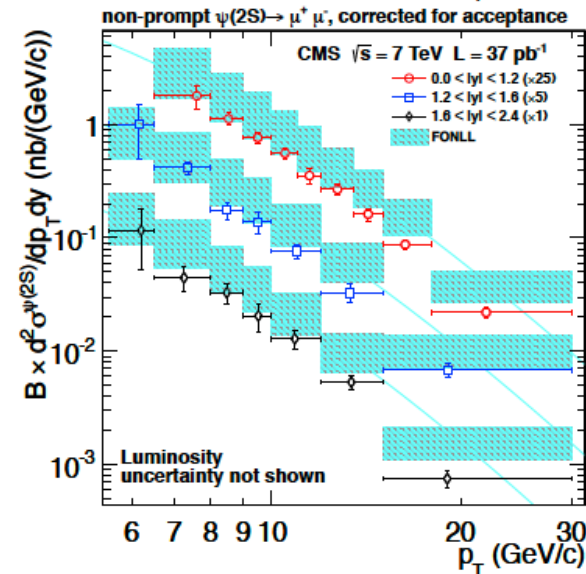 non-prompt ψ(2S)→ μ⁺ μ⁻, corrected for acceptance
CMS √s = 7 TeV L = 37 pb⁻¹
0.0 < |y| < 1.2 (×25)
1.2 < |y| < 1.6 (×5)
1.6 < |y| < 2.4 (×1)
FONLL
B × d²σ^ψ(2S)/dp_T dy (nb/(GeV/c)
1
10⁻¹
10⁻²
10⁻³
Luminosity
uncertainty not shown
6 7 8 9 10 20 30
p_T (GeV/c)